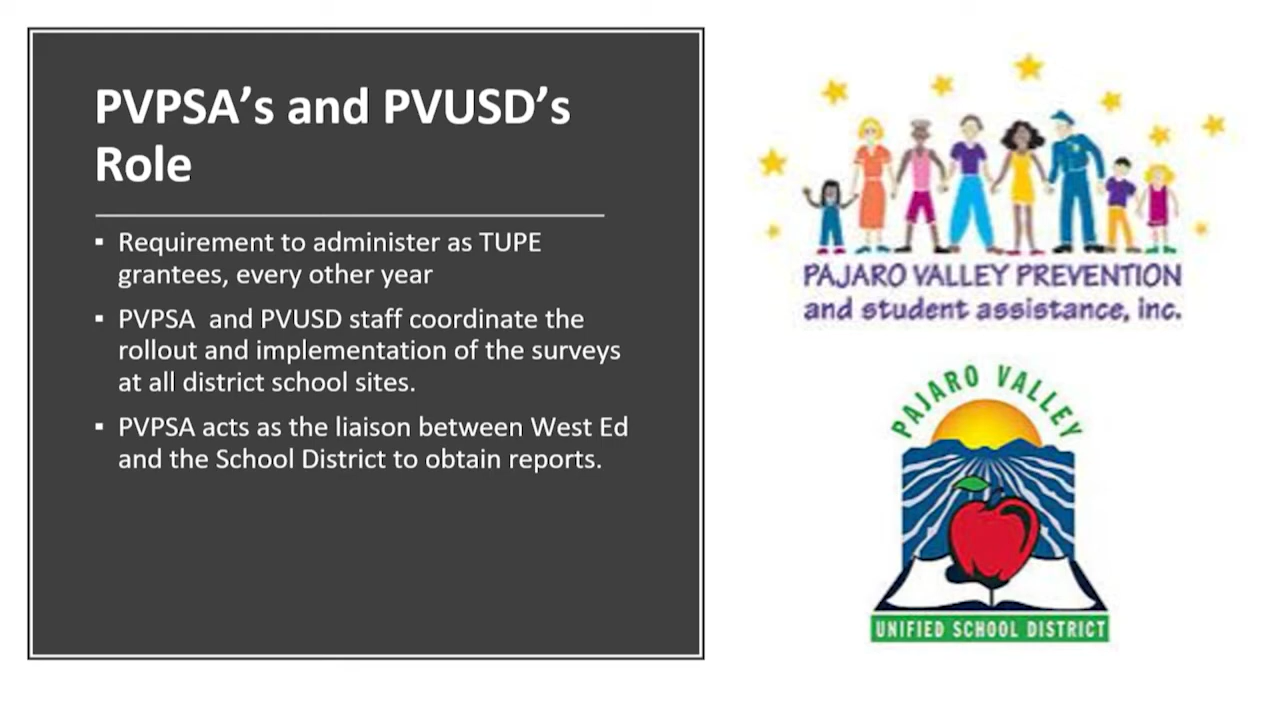 PVPSA’s and PVUSD’s
Role
▪ Requirement to administer as TUPE
grantees, every other year
▪ PVPSA  and PVUSD staff coordinate the
rollout and implementation of the surveys
at all district school sites.
▪ PVPSA acts as the liaison between West Ed
and the School District to obtain reports.
PAJARO VALLEY PREVENTION
and student assistance, inc.
PAJARO VALLEY
UNIFIED SCHOOL DISTRICT